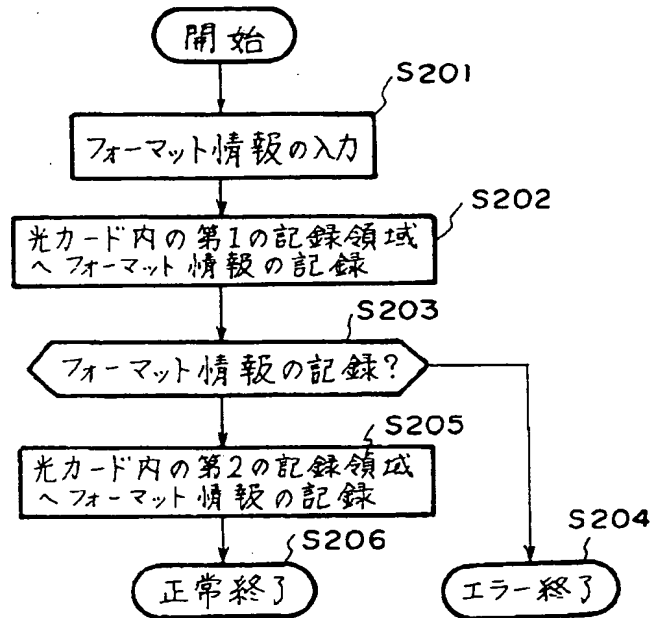 開始
S201
フォーマット情報の入力
S202
光カード内の第1の記録領域
へフォーマット情報の記録
S203
フォーマット情報の記録?
S205
光カード内の第2の記録領域
へフォーマット情報の記録
S206
正常終了
S204
エラー終了